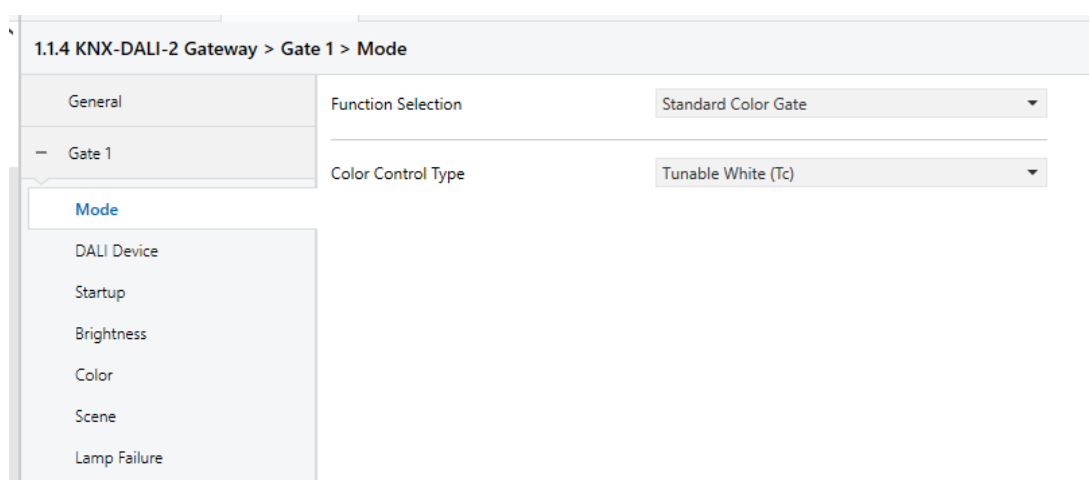 1.1.4 KNX-DALI-2 Gateway > Gate 1 > Mode
General
Function Selection
Standard Color Gate
Gate 1
Color Control Type
Tunable White (Tc)
Mode
DALI Device
Startup
Brightness
Color
Scene
Lamp Failure